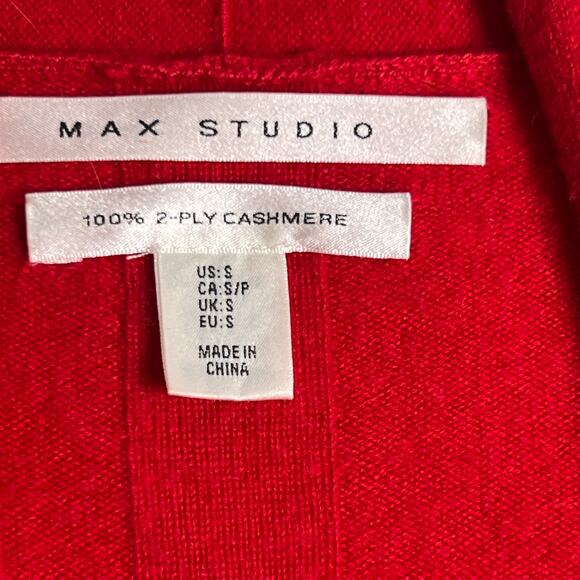 MAX STUDIO
100% 2-PLY CASHMERE
US:S
CA:S/P
UK:S
EU:S
MADE IN
CHINA